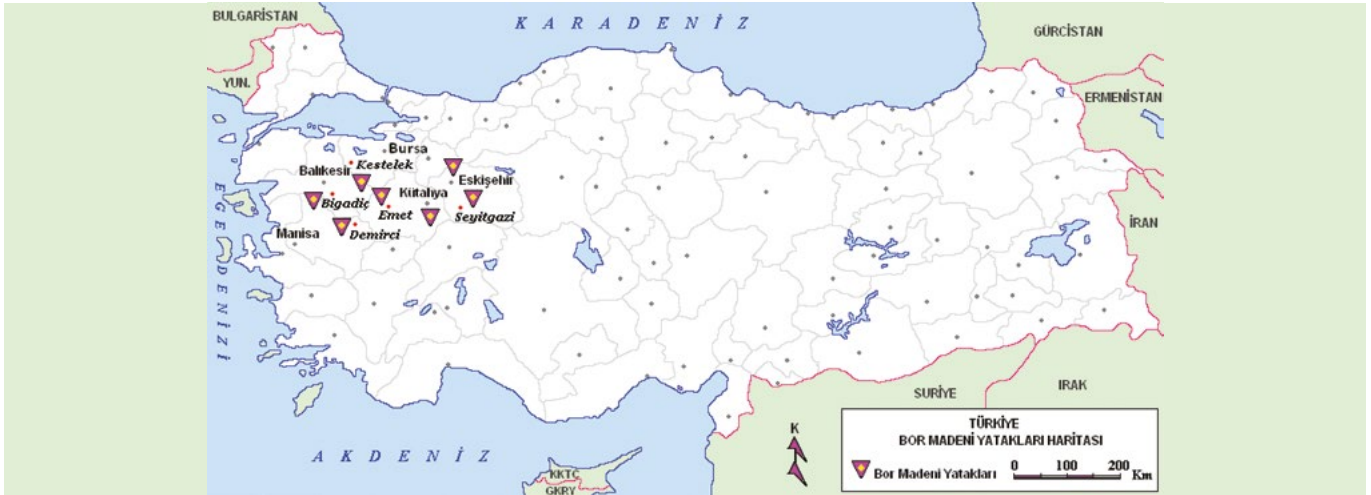 BULGARİSTAN
K A R A D E N İ Z
GÜRCİSTAN
YUN.
ERMENİSTAN
Bursa
Kestelek
Balıkesir
Eskişehir
Kütahya
Bigadiç
Emet
Seyitgazi
Demirci
Manisa
İRAN
E G E D E N İ Z İ
SURİYE
IRAK
A K D E N İ Z
KKTC
GKRY
K
TÜRKİYE
BOR MADENİ YATAKLARI HARİTASI
Bor Madeni Yatakları
0 100 200 Km